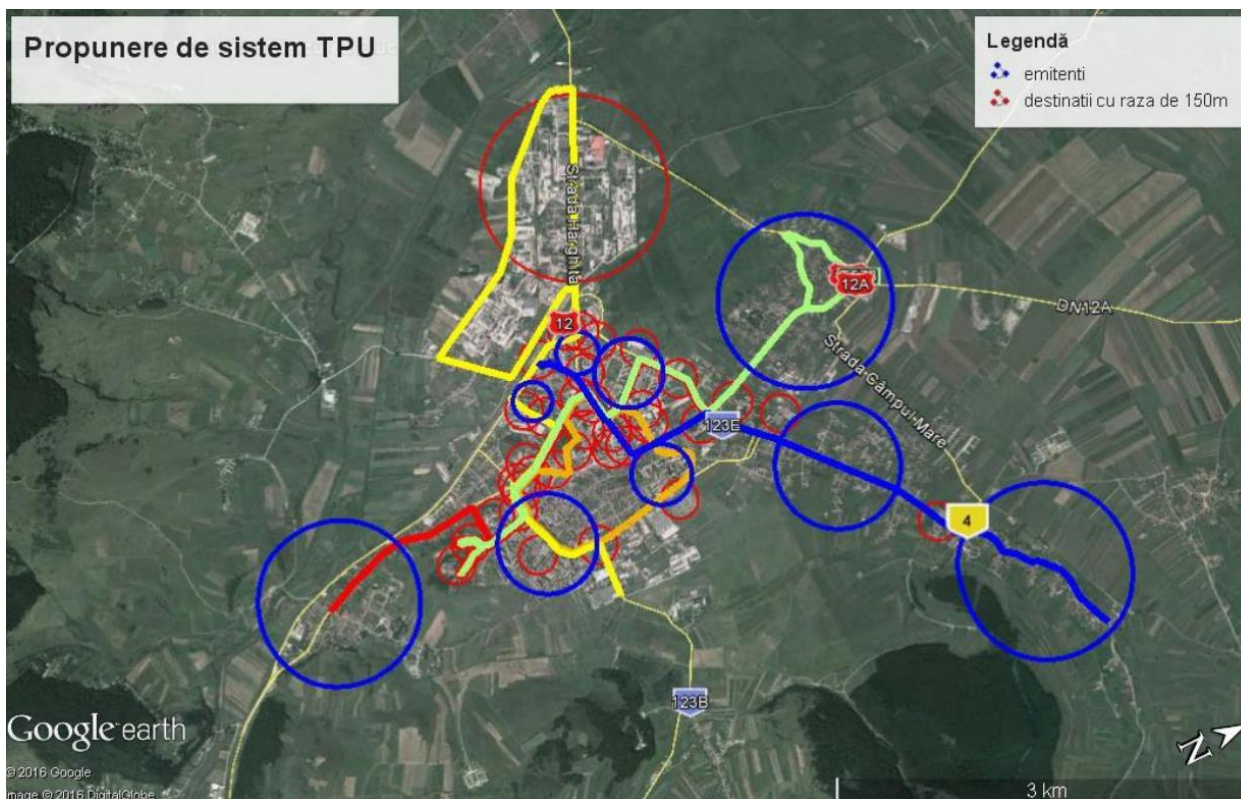 Propunere de sistem TPU
Legendă
emitenti
destinatii cu raza de 150m
Strada Harghita
12A
DN12A
12
Strada Câmpul Mare
123E
4
123B
Google earth
© 2016 Google
Image © 2016 DigitalGlobe
N
3 km